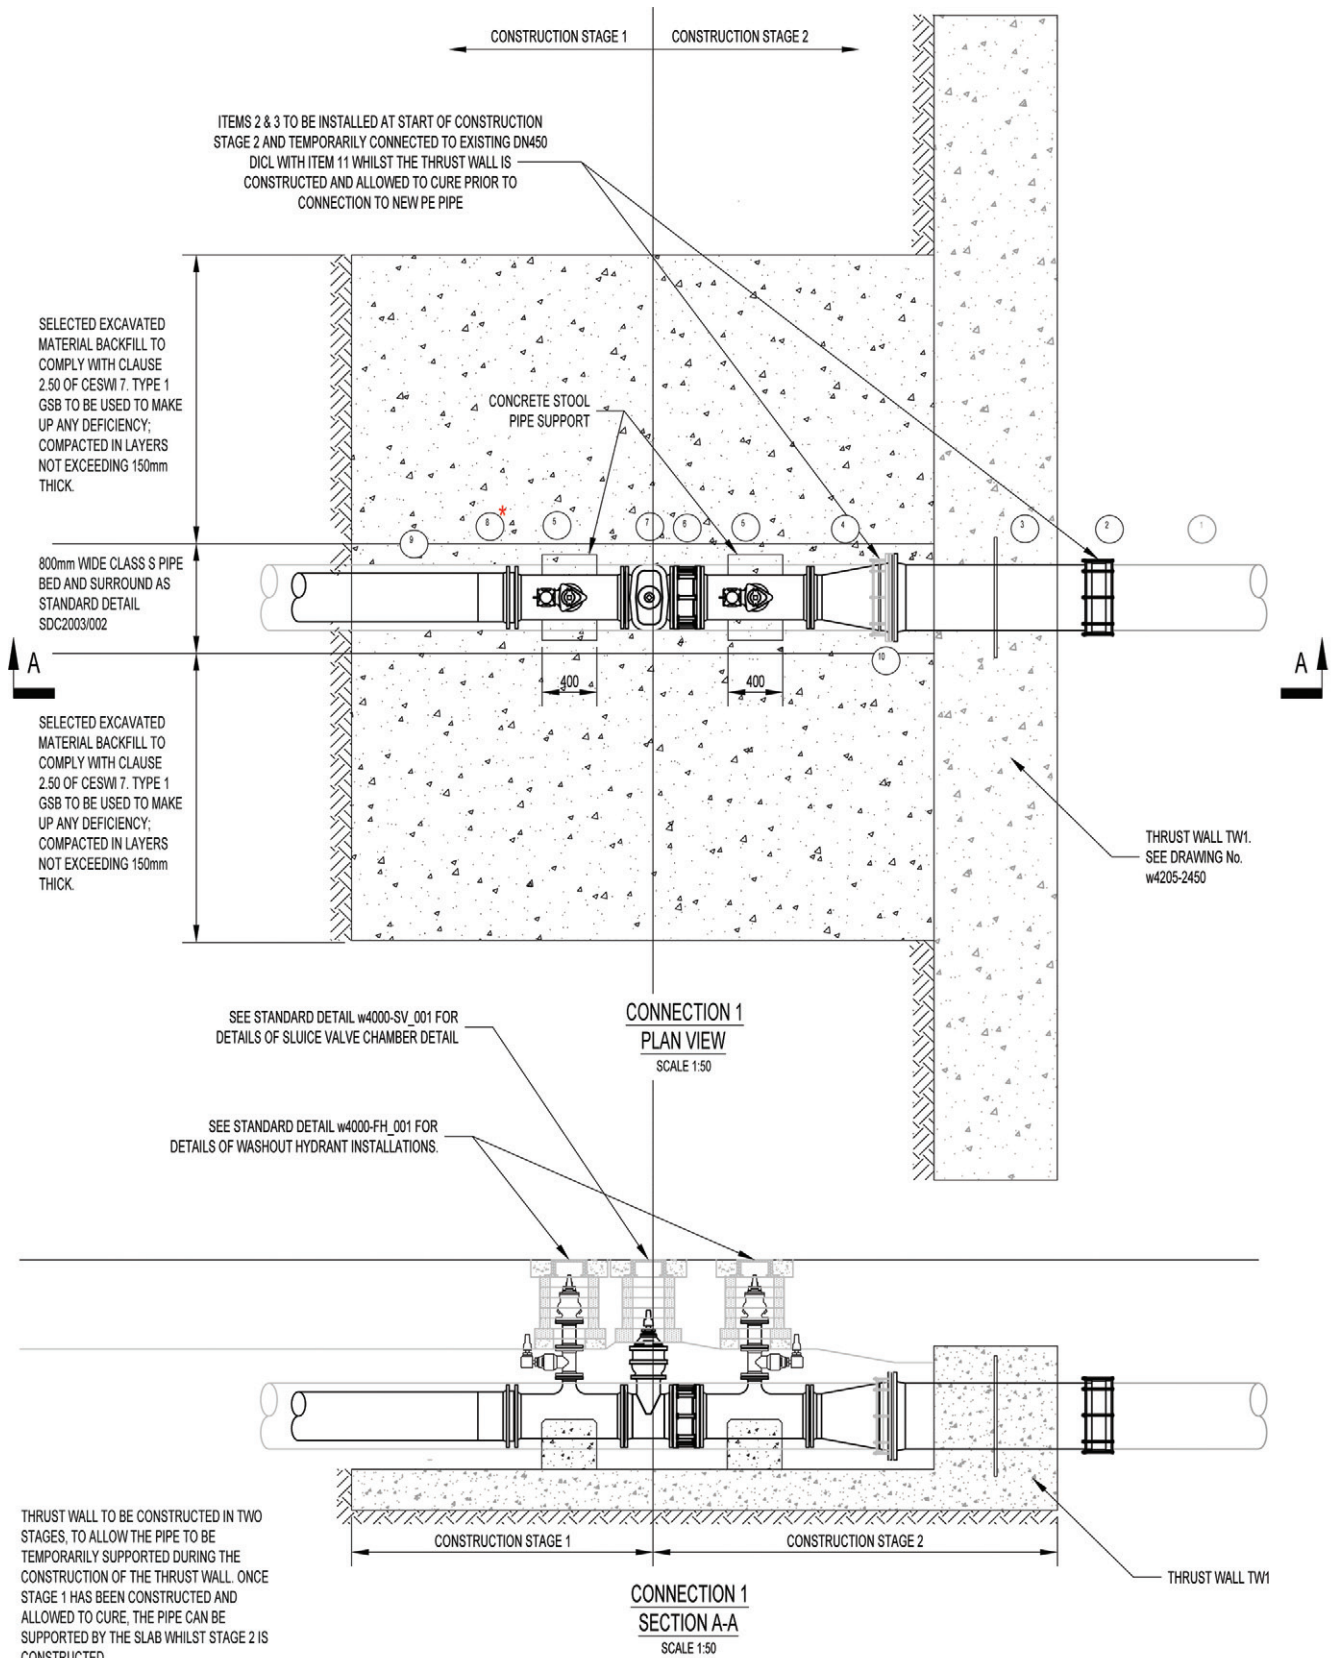 CONSTRUCTION STAGE 1
CONSTRUCTION STAGE 2
ITEMS 2 & 3 TO BE INSTALLED AT START OF CONSTRUCTION
STAGE 2 AND TEMPORARILY CONNECTED TO EXISTING DN450
DICL WITH ITEM 11 WHILST THE THRUST WALL IS
CONSTRUCTED AND ALLOWED TO CURE PRIOR TO
CONNECTION TO NEW PE PIPE
SELECTED EXCAVATED
MATERIAL BACKFILL TO
COMPLY WITH CLAUSE
2.50 OF CESWI 7. TYPE 1
GSB TO BE USED TO MAKE
UP ANY DEFICIENCY;
COMPACTED IN LAYERS
NOT EXCEEDING 150mm
THICK.
CONCRETE STOOL
PIPE SUPPORT
9
8
*
5
7
6
5
4
3
2
1
800mm WIDE CLASS S PIPE
BED AND SURROUND AS
STANDARD DETAIL
SDC2003/002
A
A
10
400
400
SELECTED EXCAVATED
MATERIAL BACKFILL TO
COMPLY WITH CLAUSE
2.50 OF CESWI 7. TYPE 1
GSB TO BE USED TO MAKE
UP ANY DEFICIENCY;
COMPACTED IN LAYERS
NOT EXCEEDING 150mm
THICK.
THRUST WALL TW1.
SEE DRAWING No.
w4205-2450
CONNECTION 1
PLAN VIEW
SCALE 1:50
SEE STANDARD DETAIL w4000-SV_001 FOR
DETAILS OF SLUICE VALVE CHAMBER DETAIL
SEE STANDARD DETAIL w4000-FH_001 FOR
DETAILS OF WASHOUT HYDRANT INSTALLATIONS.
CONSTRUCTION STAGE 1
CONSTRUCTION STAGE 2
THRUST WALL TW1
CONNECTION 1
SECTION A-A
SCALE 1:50
THRUST WALL TO BE CONSTRUCTED IN TWO
STAGES, TO ALLOW THE PIPE TO BE
TEMPORARILY SUPPORTED DURING THE
CONSTRUCTION OF THE THRUST WALL. ONCE
STAGE 1 HAS BEEN CONSTRUCTED AND
ALLOWED TO CURE, THE PIPE CAN BE
SUPPORTED BY THE SLAB WHILST STAGE 2 IS
CONSTRUCTED